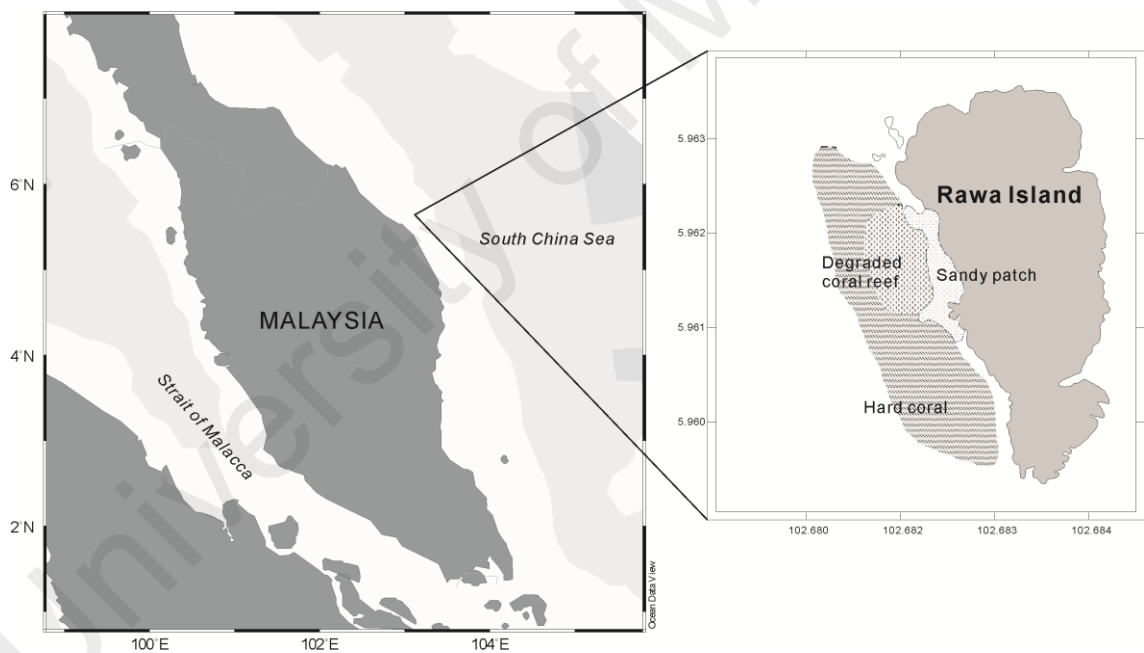 6°N
4°N
2°N
100°E
102°E
104°E
MALAYSIA
South China Sea
Strait of Malacca
Ocean Data View
5.963
5.962
5.961
5.960
102.680
102.682
102.683
102.684
Rawa Island
Degraded
coral reef
Sandy patch
Hard coral
University of M